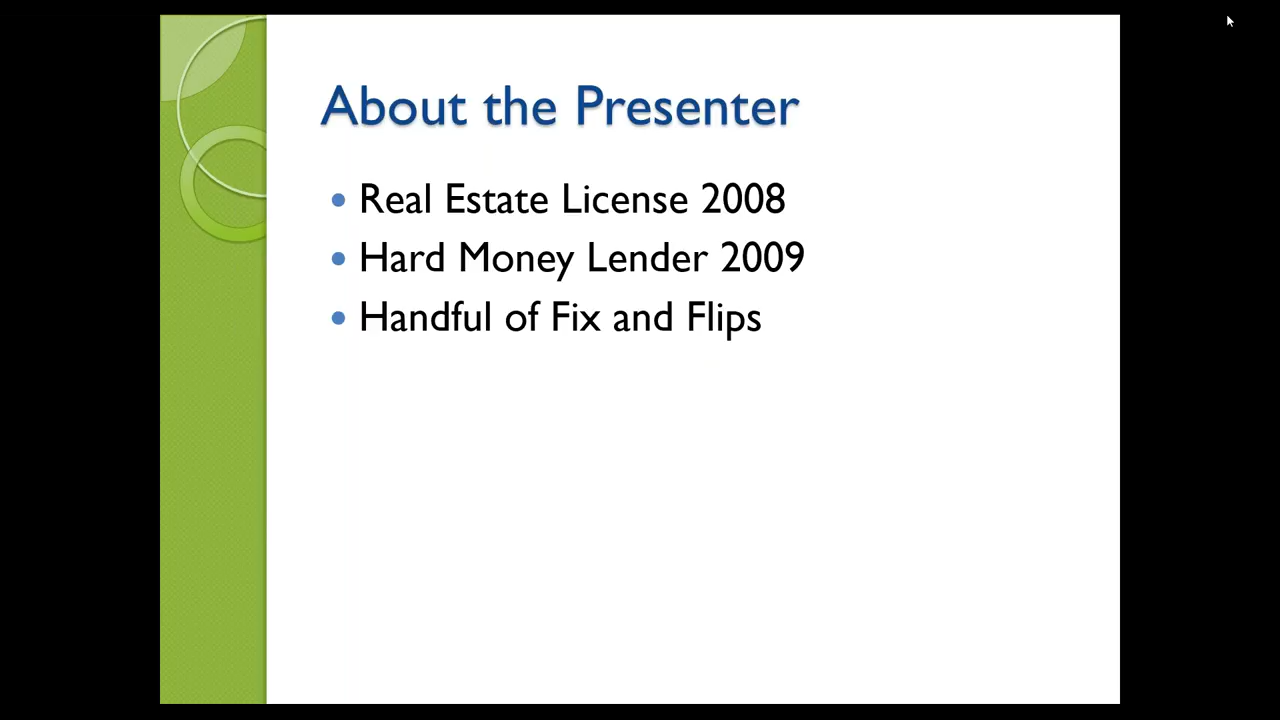 About the Presenter
Real Estate License 2008
Hard Money Lender 2009
Handful of Fix and Flips